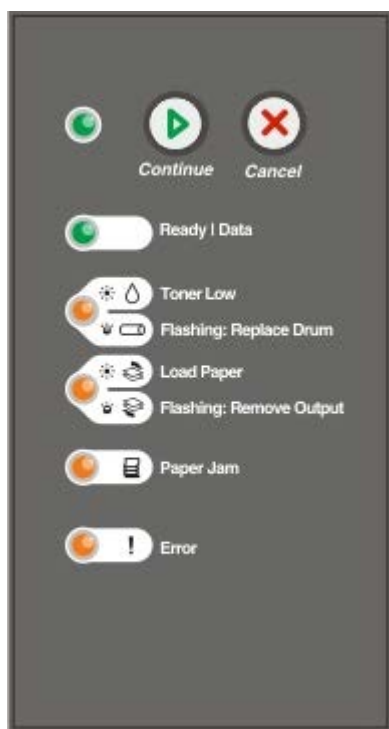 Continue Cancel
Ready | Data
Toner Low
Flashing: Replace Drum
Load Paper
Flashing: Remove Output
Paper Jam
! Error